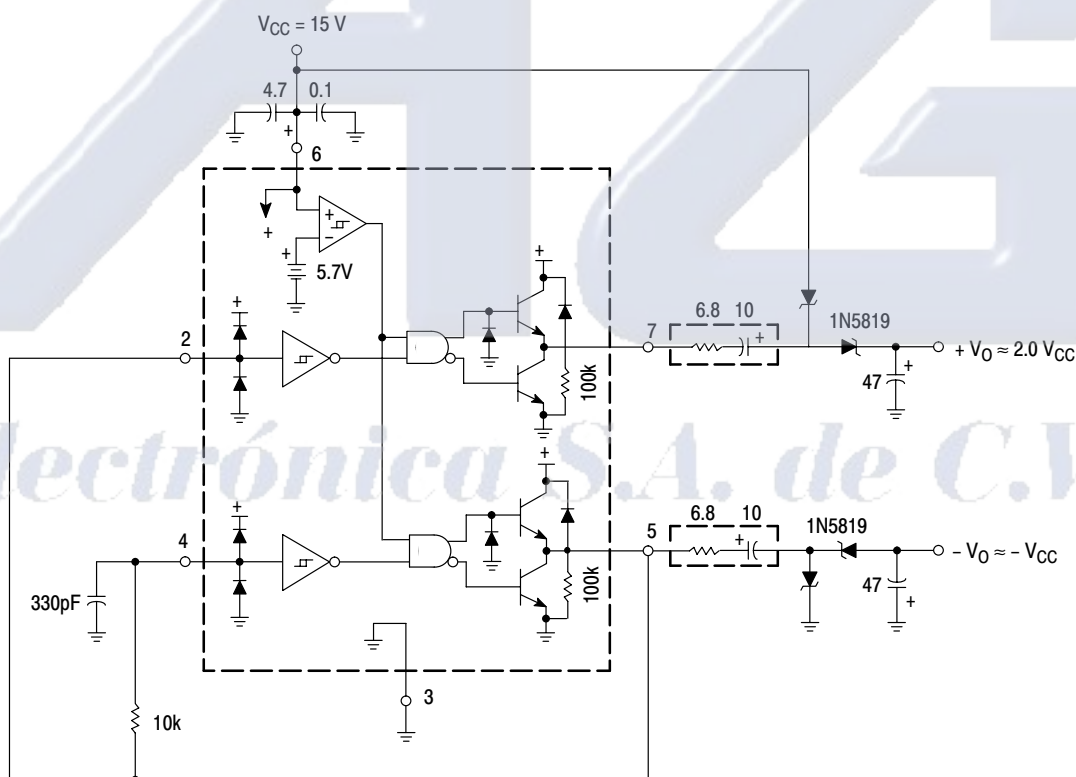 V_CC = 15 V
4.7 0.1
+
6
+
+
–
+
5.7V
+
+
2
7
6.8 10
+
1N5819
+ V_O ≈ 2.0 V_CC
47
+
100k
lectrónica S.A. de C.V
+
+
4
5
6.8 10
+
1N5819
– V_O ≈ – V_CC
47
+
100k
330pF
3
10k